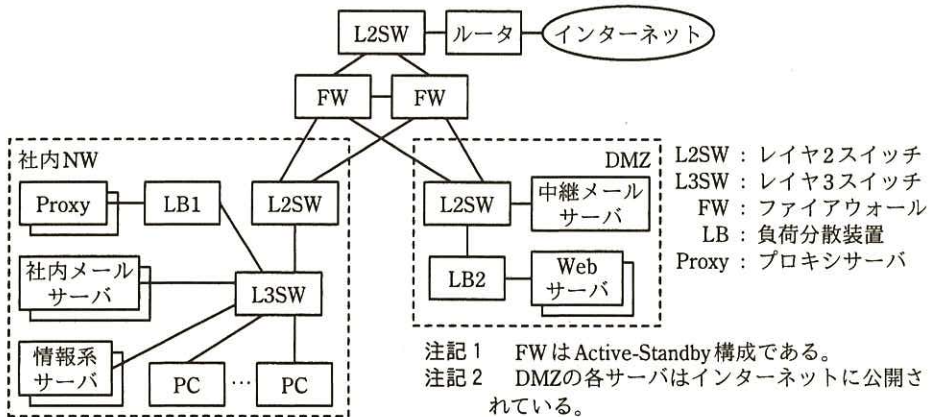 L2SW
ルータ
インターネット
FW
FW
社内NW
Proxy
LB1
L2SW
社内メール
サーバ
L3SW
情報系
サーバ
PC
…
PC
DMZ
L2SW
中継メール
サーバ
LB2
Web
サーバ
L2SW : レイヤ2スイッチ
L3SW : レイヤ3スイッチ
FW : ファイアウォール
LB : 負荷分散装置
Proxy : プロキシサーバ
注記1 FWはActive-Standby構成である。
注記2 DMZの各サーバはインターネットに公開さ
れている。